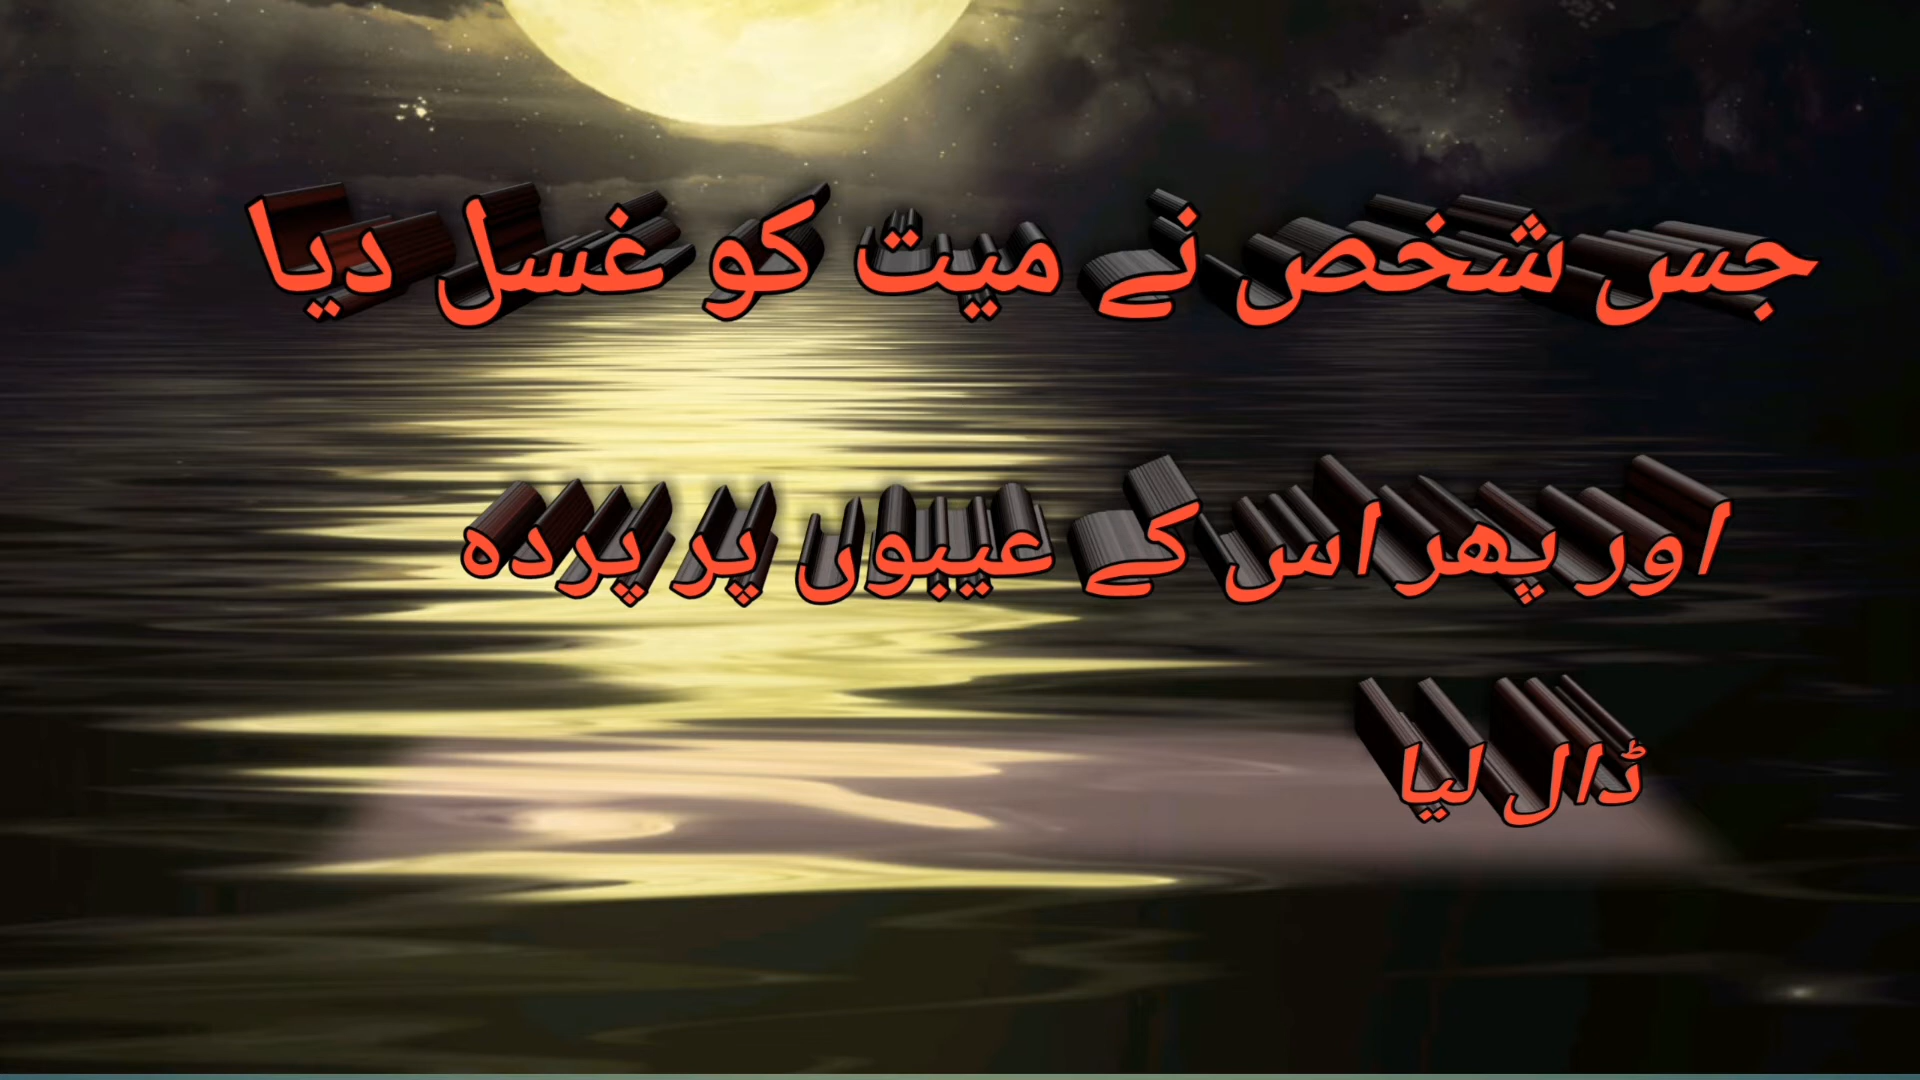 جس شخص نے میت کو غسل دیا
اور پھر اس کے عیبوں پر پردہ
ڈال لیا